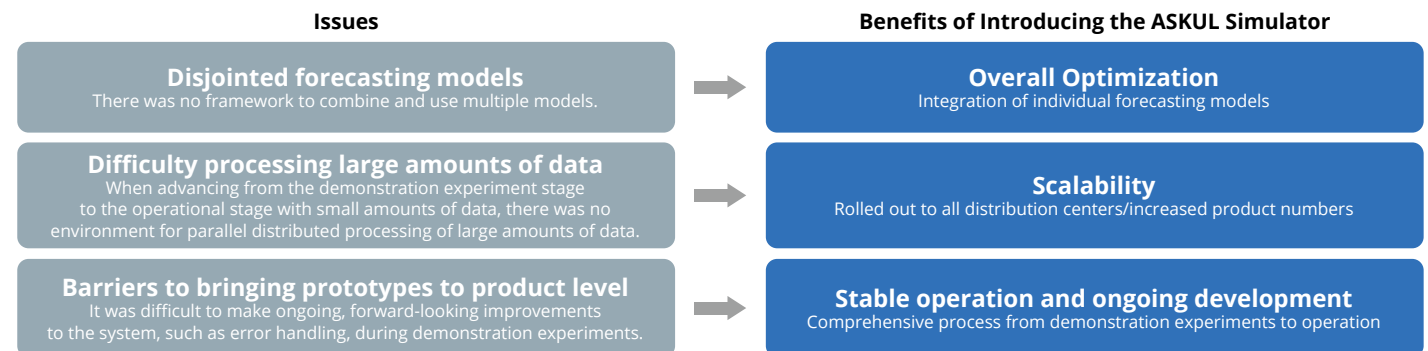 Issues
Benefits of Introducing the ASKUL Simulator
Disjointed forecasting models
There was no framework to combine and use multiple models.
Overall Optimization
Integration of individual forecasting models
Difficulty processing large amounts of data
When advancing from the demonstration experiment stage
to the operational stage with small amounts of data, there was no
environment for parallel distributed processing of large amounts of data.
Scalability
Rolled out to all distribution centers/increased product numbers
Barriers to bringing prototypes to product level
It was difficult to make ongoing, forward-looking improvements
to the system, such as error handling, during demonstration experiments.
Stable operation and ongoing development
Comprehensive process from demonstration experiments to operation